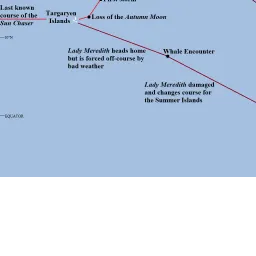 Last known
course of the
Sun Chaser
Targaryen
Islands
Loss of the Autumn Moon
Lady Meredith heads home
but is forced off-course by
bad weather
Whale Encounter
Lady Meredith damaged
and changes course for
the Summer Islands
EQUATOR